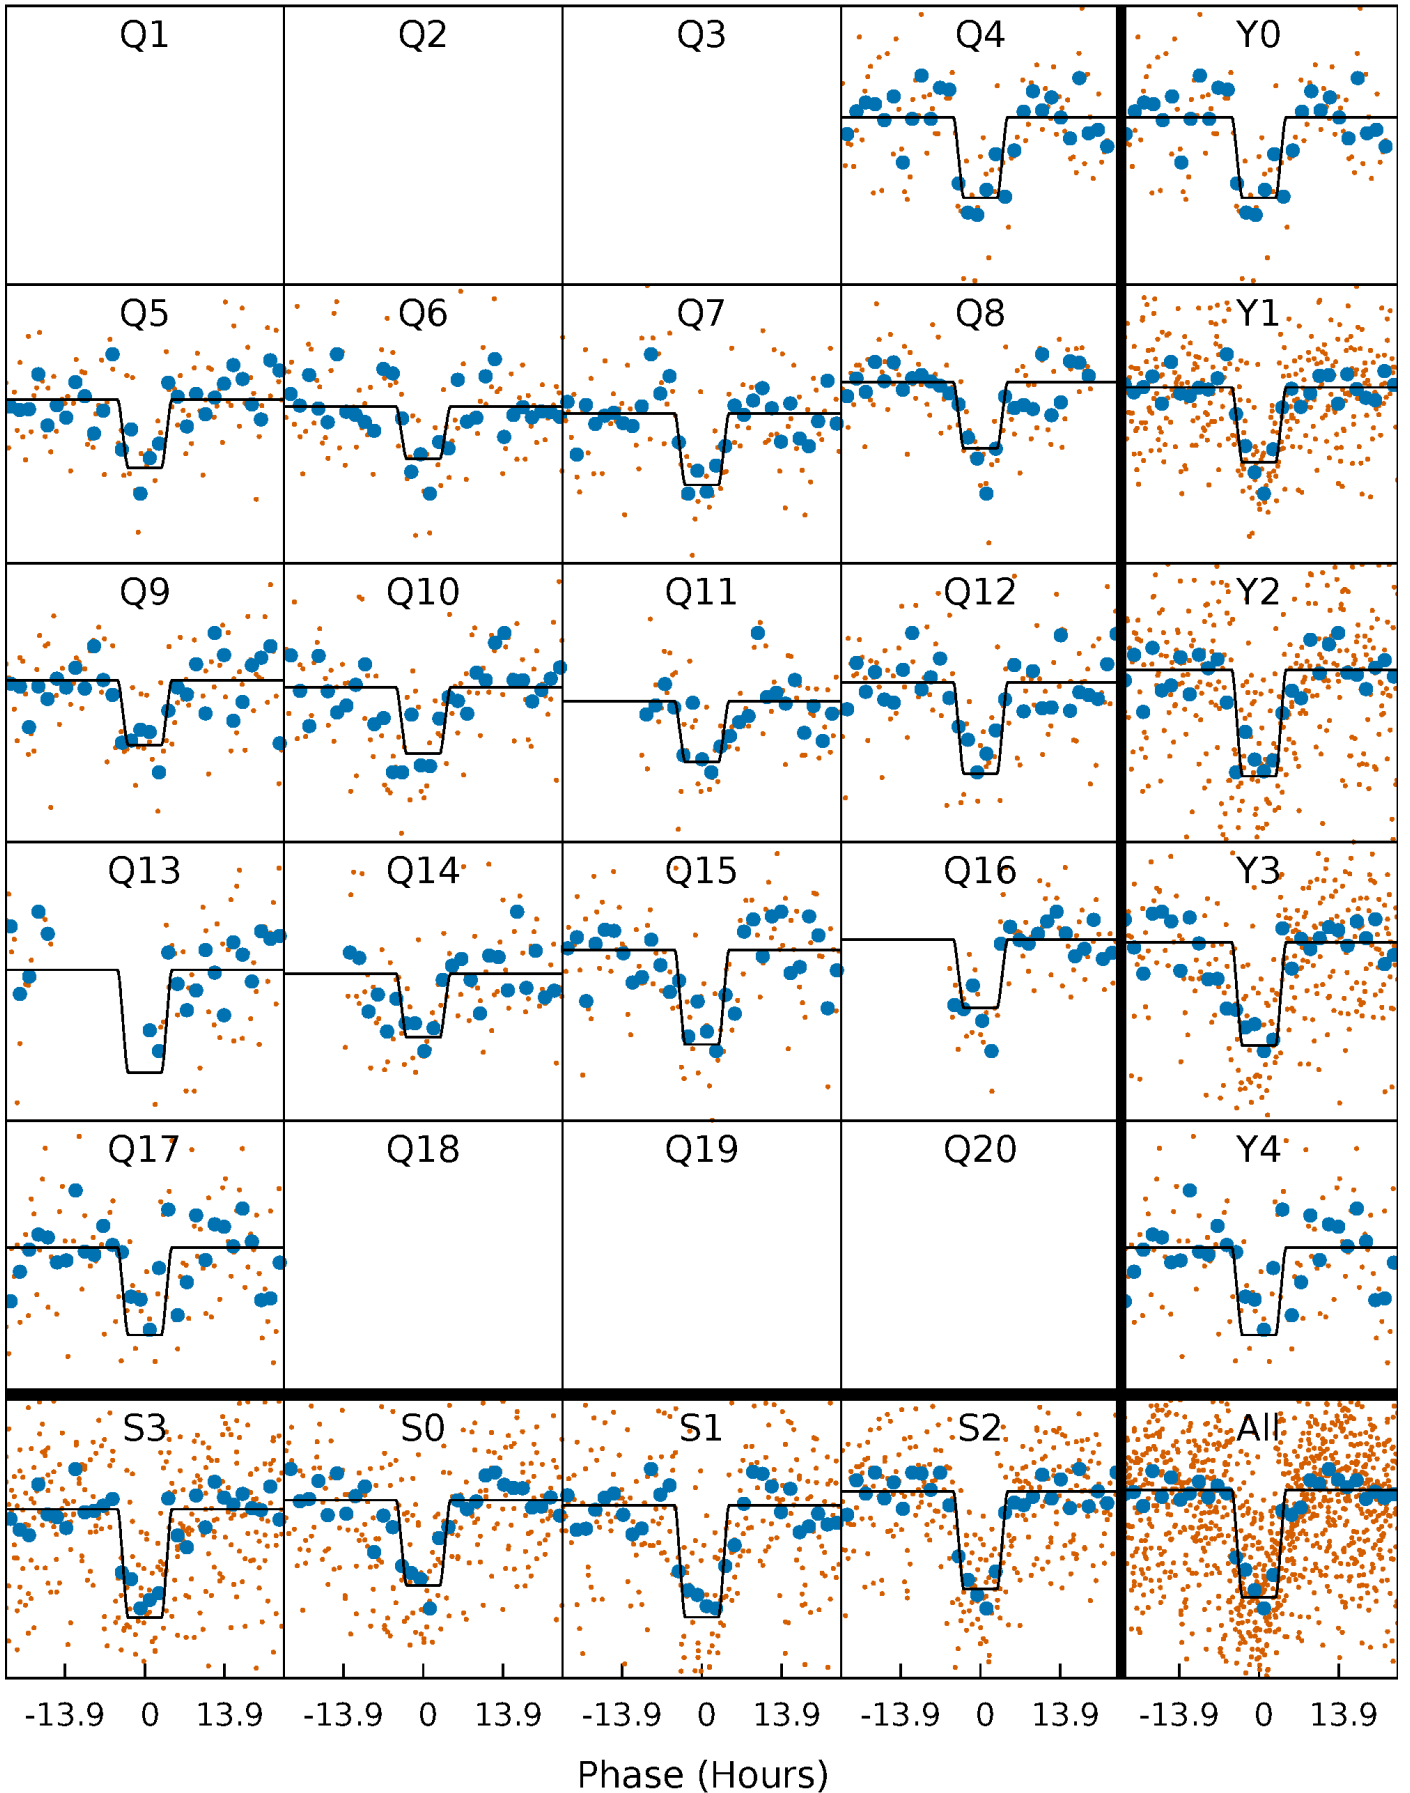 Q1 Q2 Q3 Q4 Y0
Q5 Q6 Q7 Q8 Y1
Q9 Q10 Q11 Q12 Y2
Q13 Q14 Q15 Q16 Y3
Q17 Q18 Q19 Q20 Y4
S3 S0 S1 S2 All
-13.9 0 13.9 -13.9 0 13.9 -13.9 0 13.9 -13.9 0 13.9 -13.9 0 13.9
Phase (Hours)